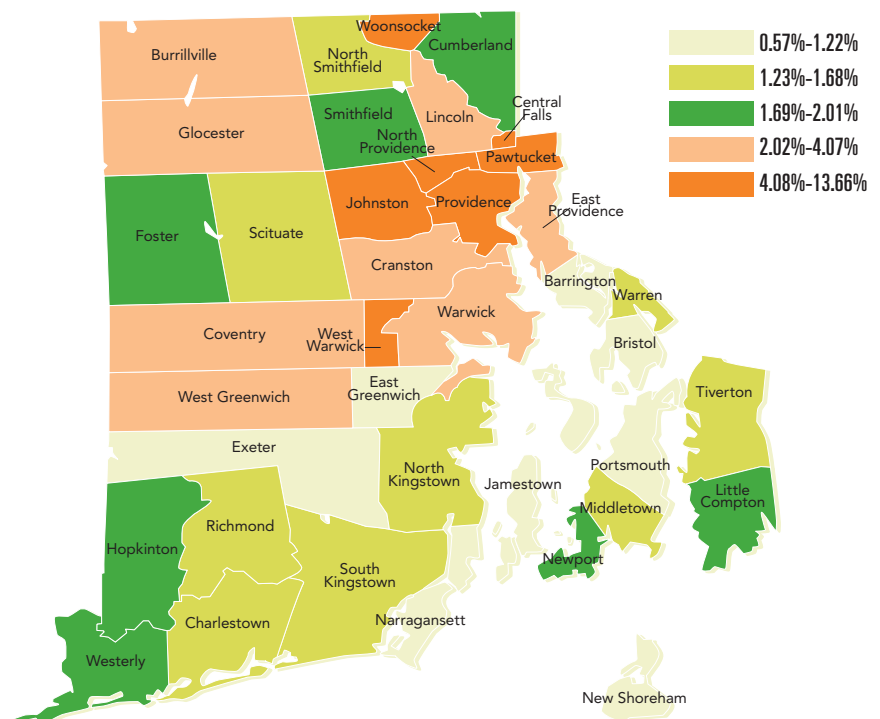 Woonsocket
Cumberland
Burrillville
North
Smithfield
0.57%-1.22%
1.23%-1.68%
1.69%-2.01%
2.02%-4.07%
4.08%-13.66%
Central
Falls
Smithfield
Lincoln
Glocester
North
Providence
Pawtucket
Johnston
Providence
East
Providence
Foster
Scituate
Cranston
Barrington
Warren
Warwick
Coventry
West
Warwick
Bristol
East
Greenwich
West Greenwich
Tiverton
Exeter
North
Kingstown
Portsmouth
Jamestown
Little
Compton
Middletown
Richmond
Hopkinton
Newport
South
Kingstown
Charlestown
Narragansett
Westerly
New Shoreham